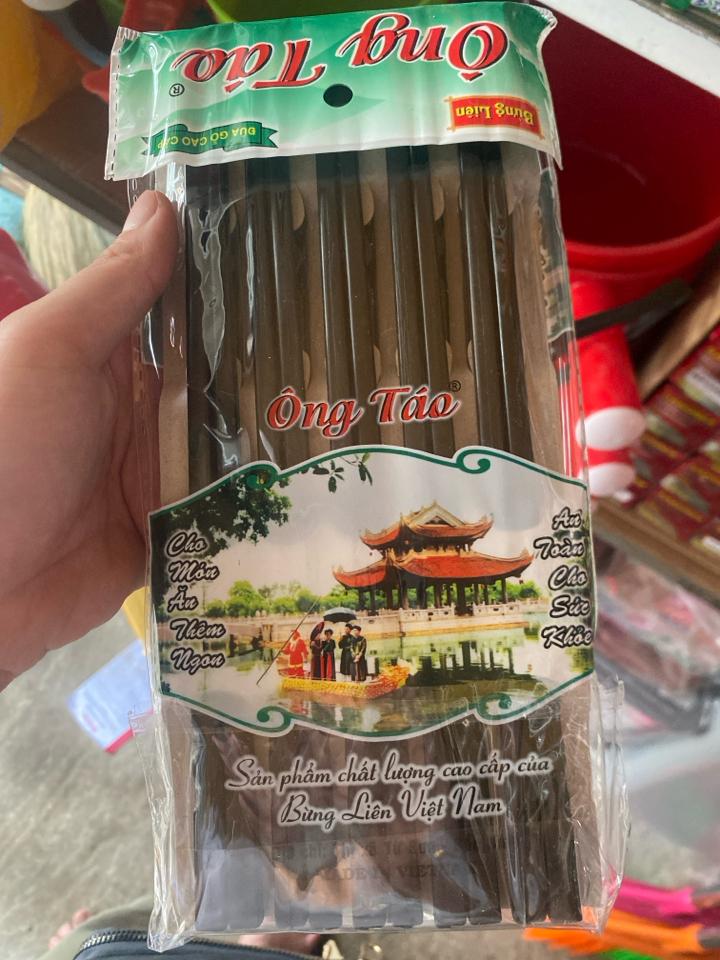 Ông Táo
®
Bừng Liên
ĐŨA GỖ CAO CẤP
Ông Táo®
Cho
Món
Ăn
Thêm
Ngon
An
Toàn
Cho
Sức
Khỏe
Sản phẩm chất lượng cao cấp của
Bừng Liên Việt Nam